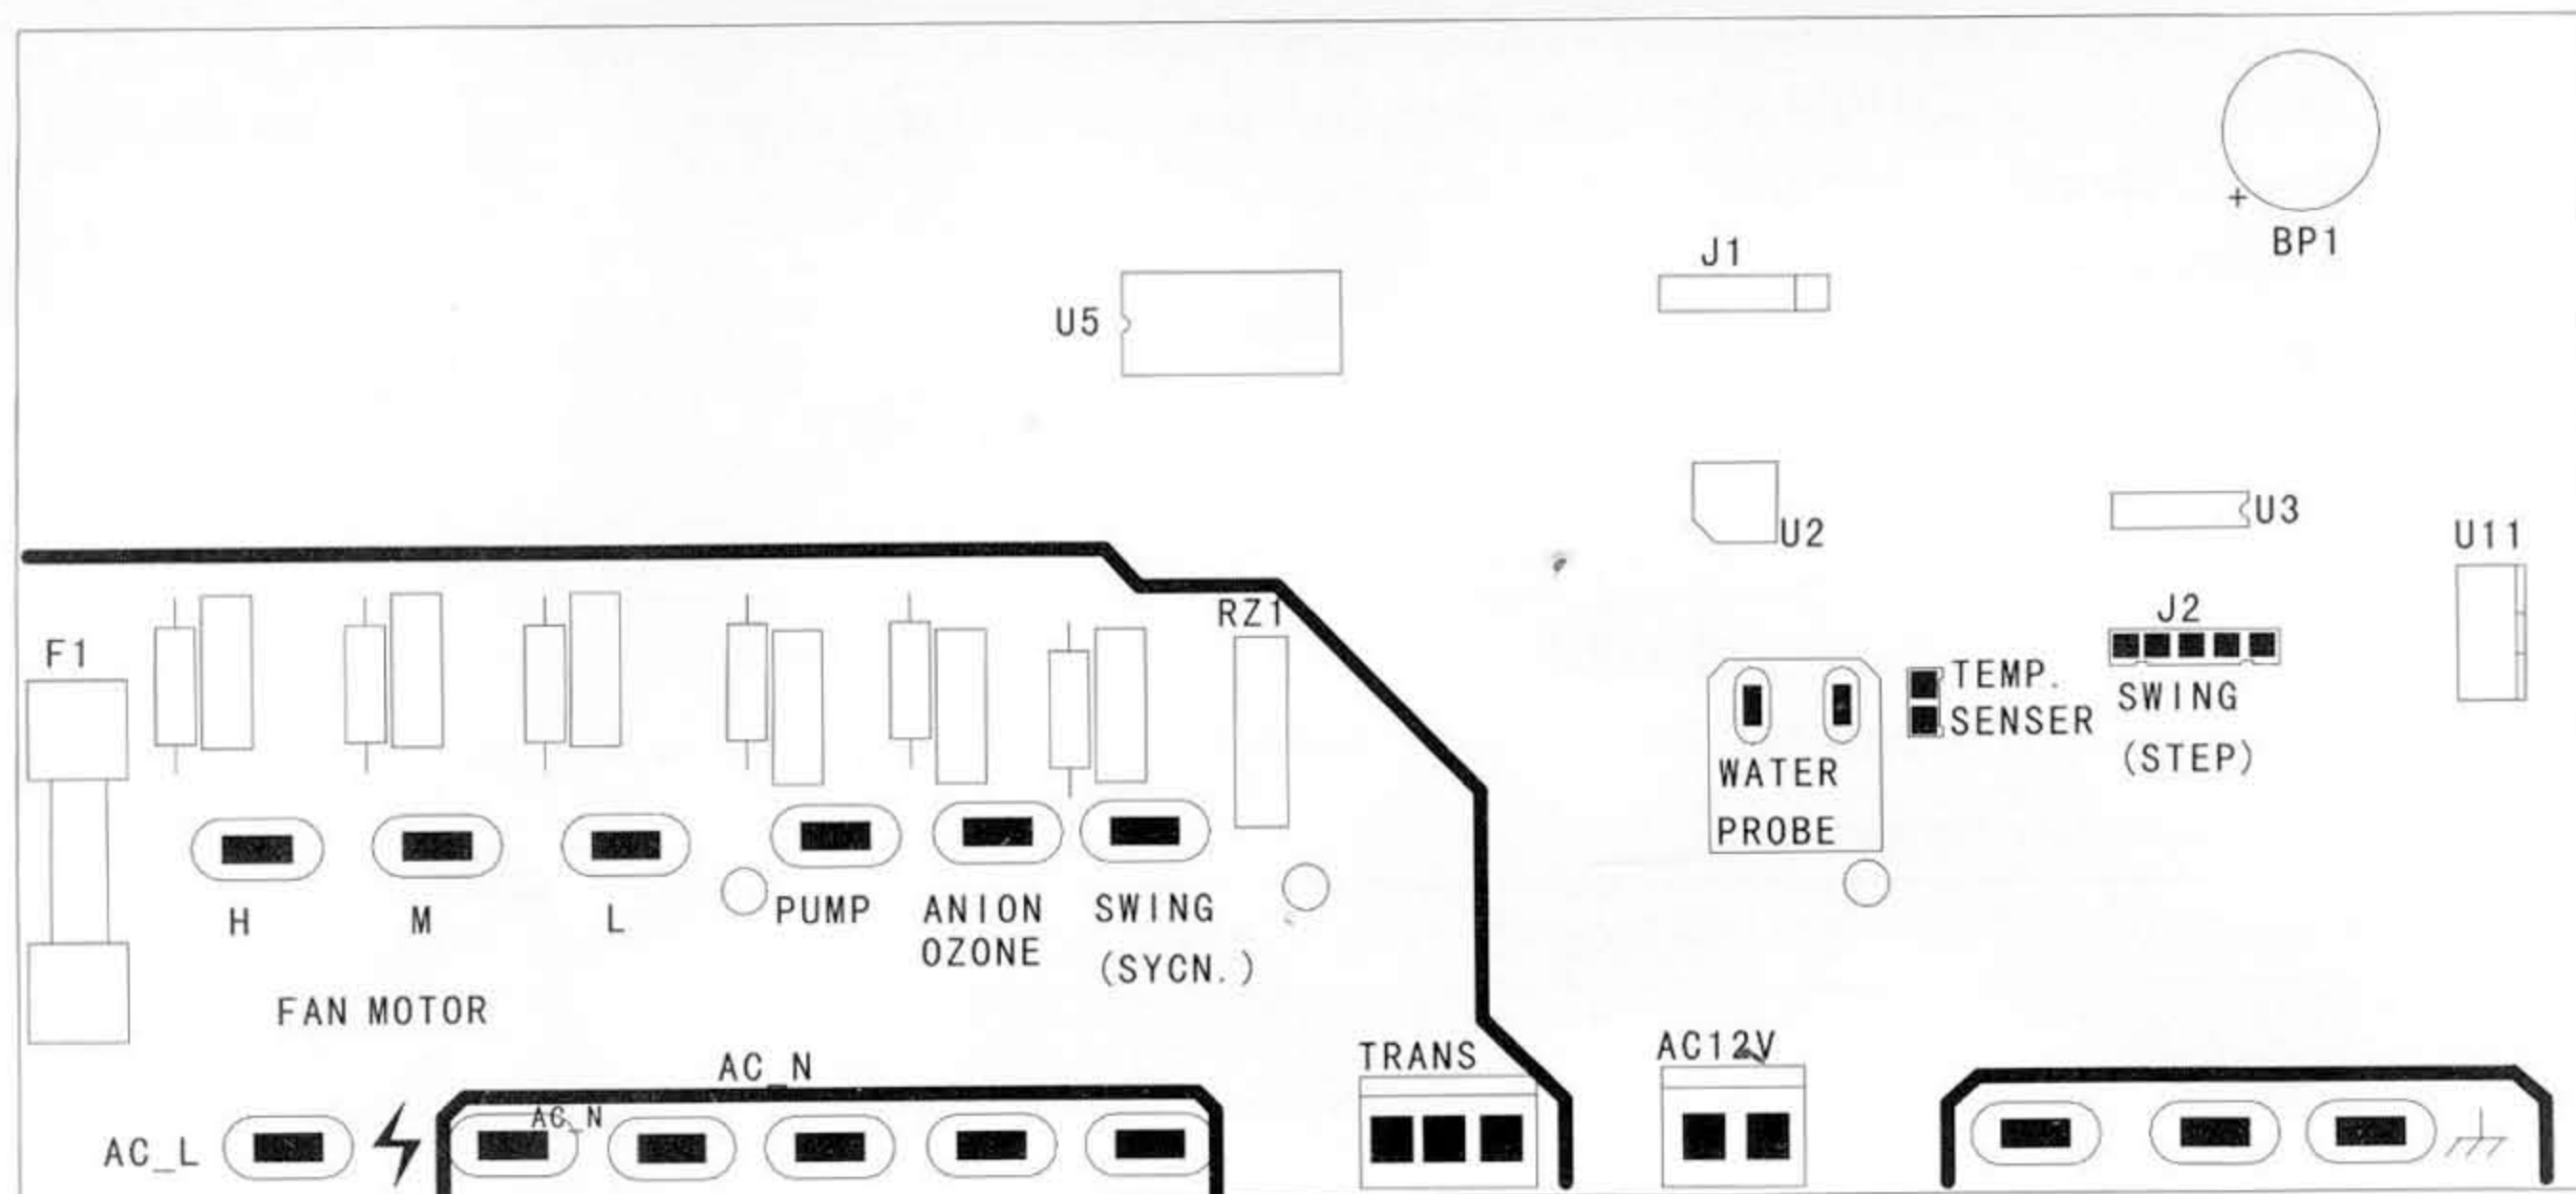 BP1
J1
U5
U3
U2
U11
RZ1
J2
F1
TEMP.
SENSER
SWING
(STEP)
WATER
PROBE
H
M
L
PUMP
ANION
OZONE
SWING
(SYCN.)
FAN MOTOR
TRANS
AC12V
AC_N
AC_N
AC_L